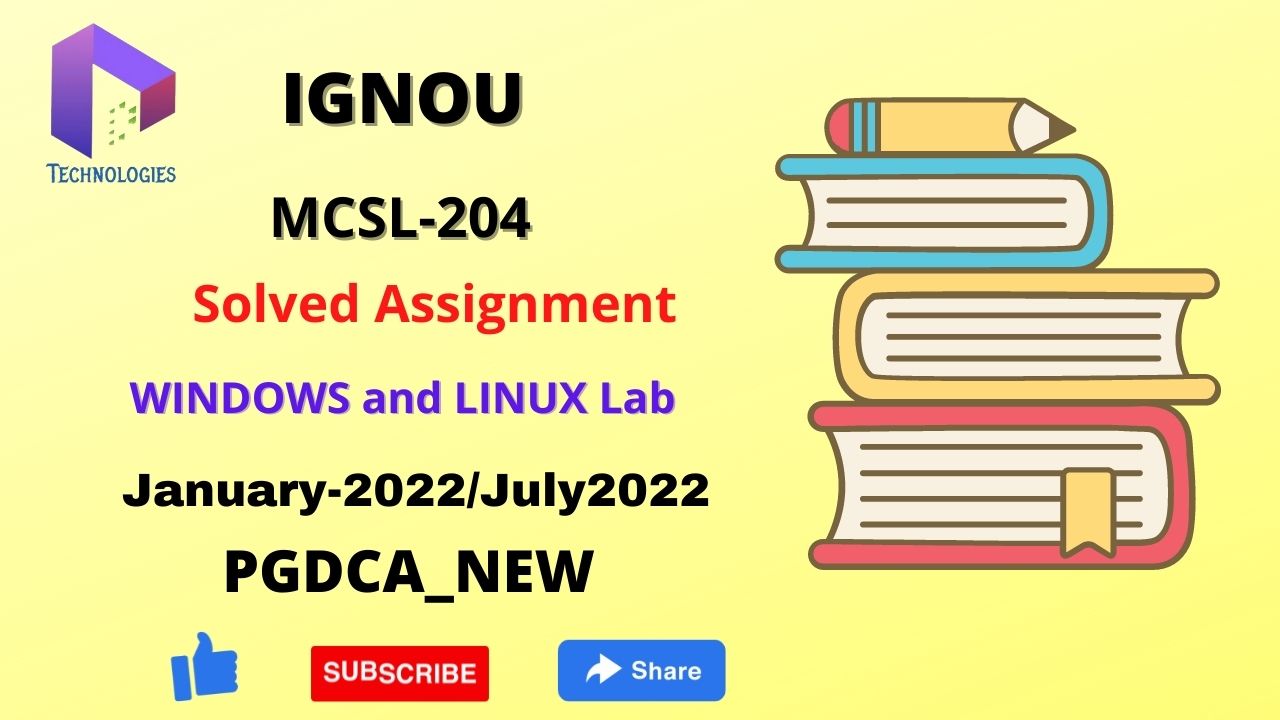 TECHNOLOGIES
IGNOU
MCSL-204
Solved Assignment
WINDOWS and LINUX Lab
January-2022/July2022
PGDCA_NEW
SUBSCRIBE
Share